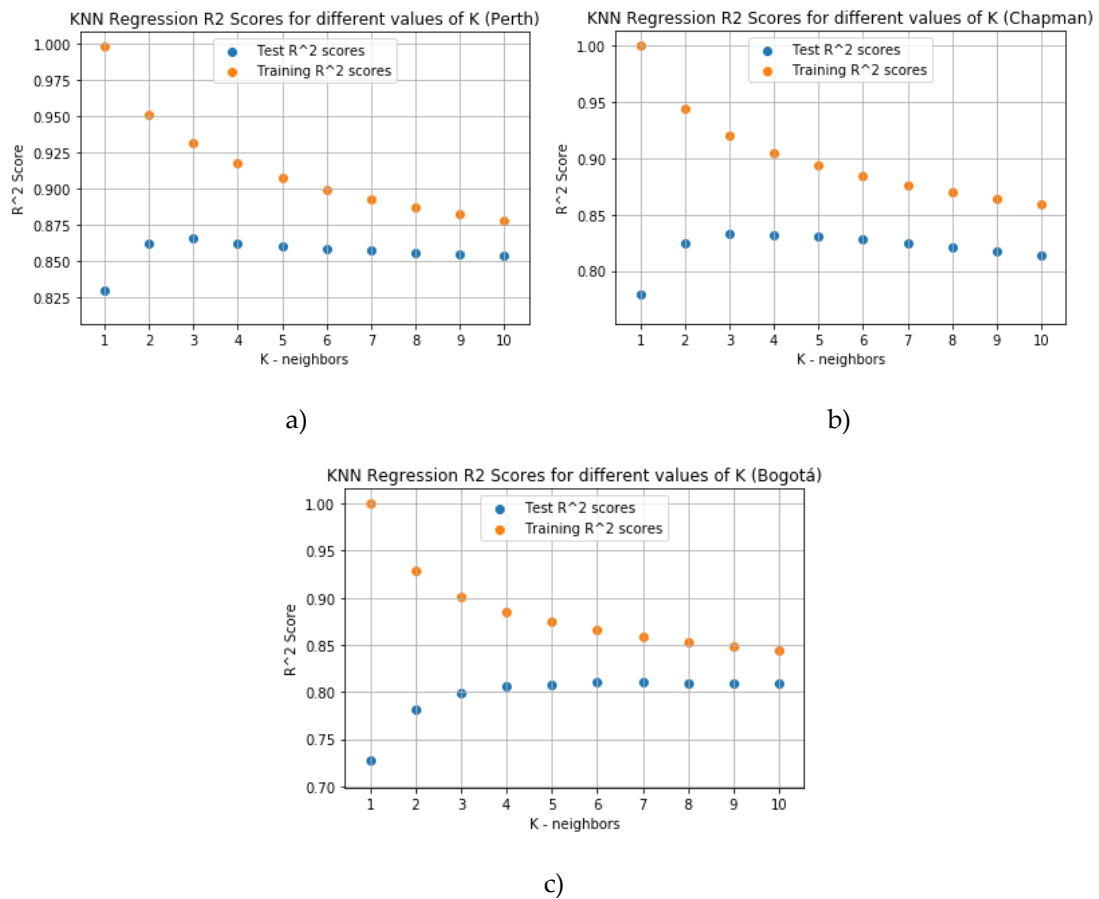 KNN Regression R2 Scores for different values of K (Perth)
1.000
0.975
0.950
0.925
0.900
0.875
0.850
0.825
R^2 Score
Test R^2 scores
Training R^2 scores
1 2 3 4 5 6 7 8 9 10
K - neighbors
a)
KNN Regression R2 Scores for different values of K (Chapman)
1.00
0.95
0.90
0.85
0.80
R^2 Score
Test R^2 scores
Training R^2 scores
1 2 3 4 5 6 7 8 9 10
K - neighbors
b)
KNN Regression R2 Scores for different values of K (Bogotá)
1.00
0.95
0.90
0.85
0.80
0.75
0.70
R^2 Score
Test R^2 scores
Training R^2 scores
1 2 3 4 5 6 7 8 9 10
K - neighbors
c)